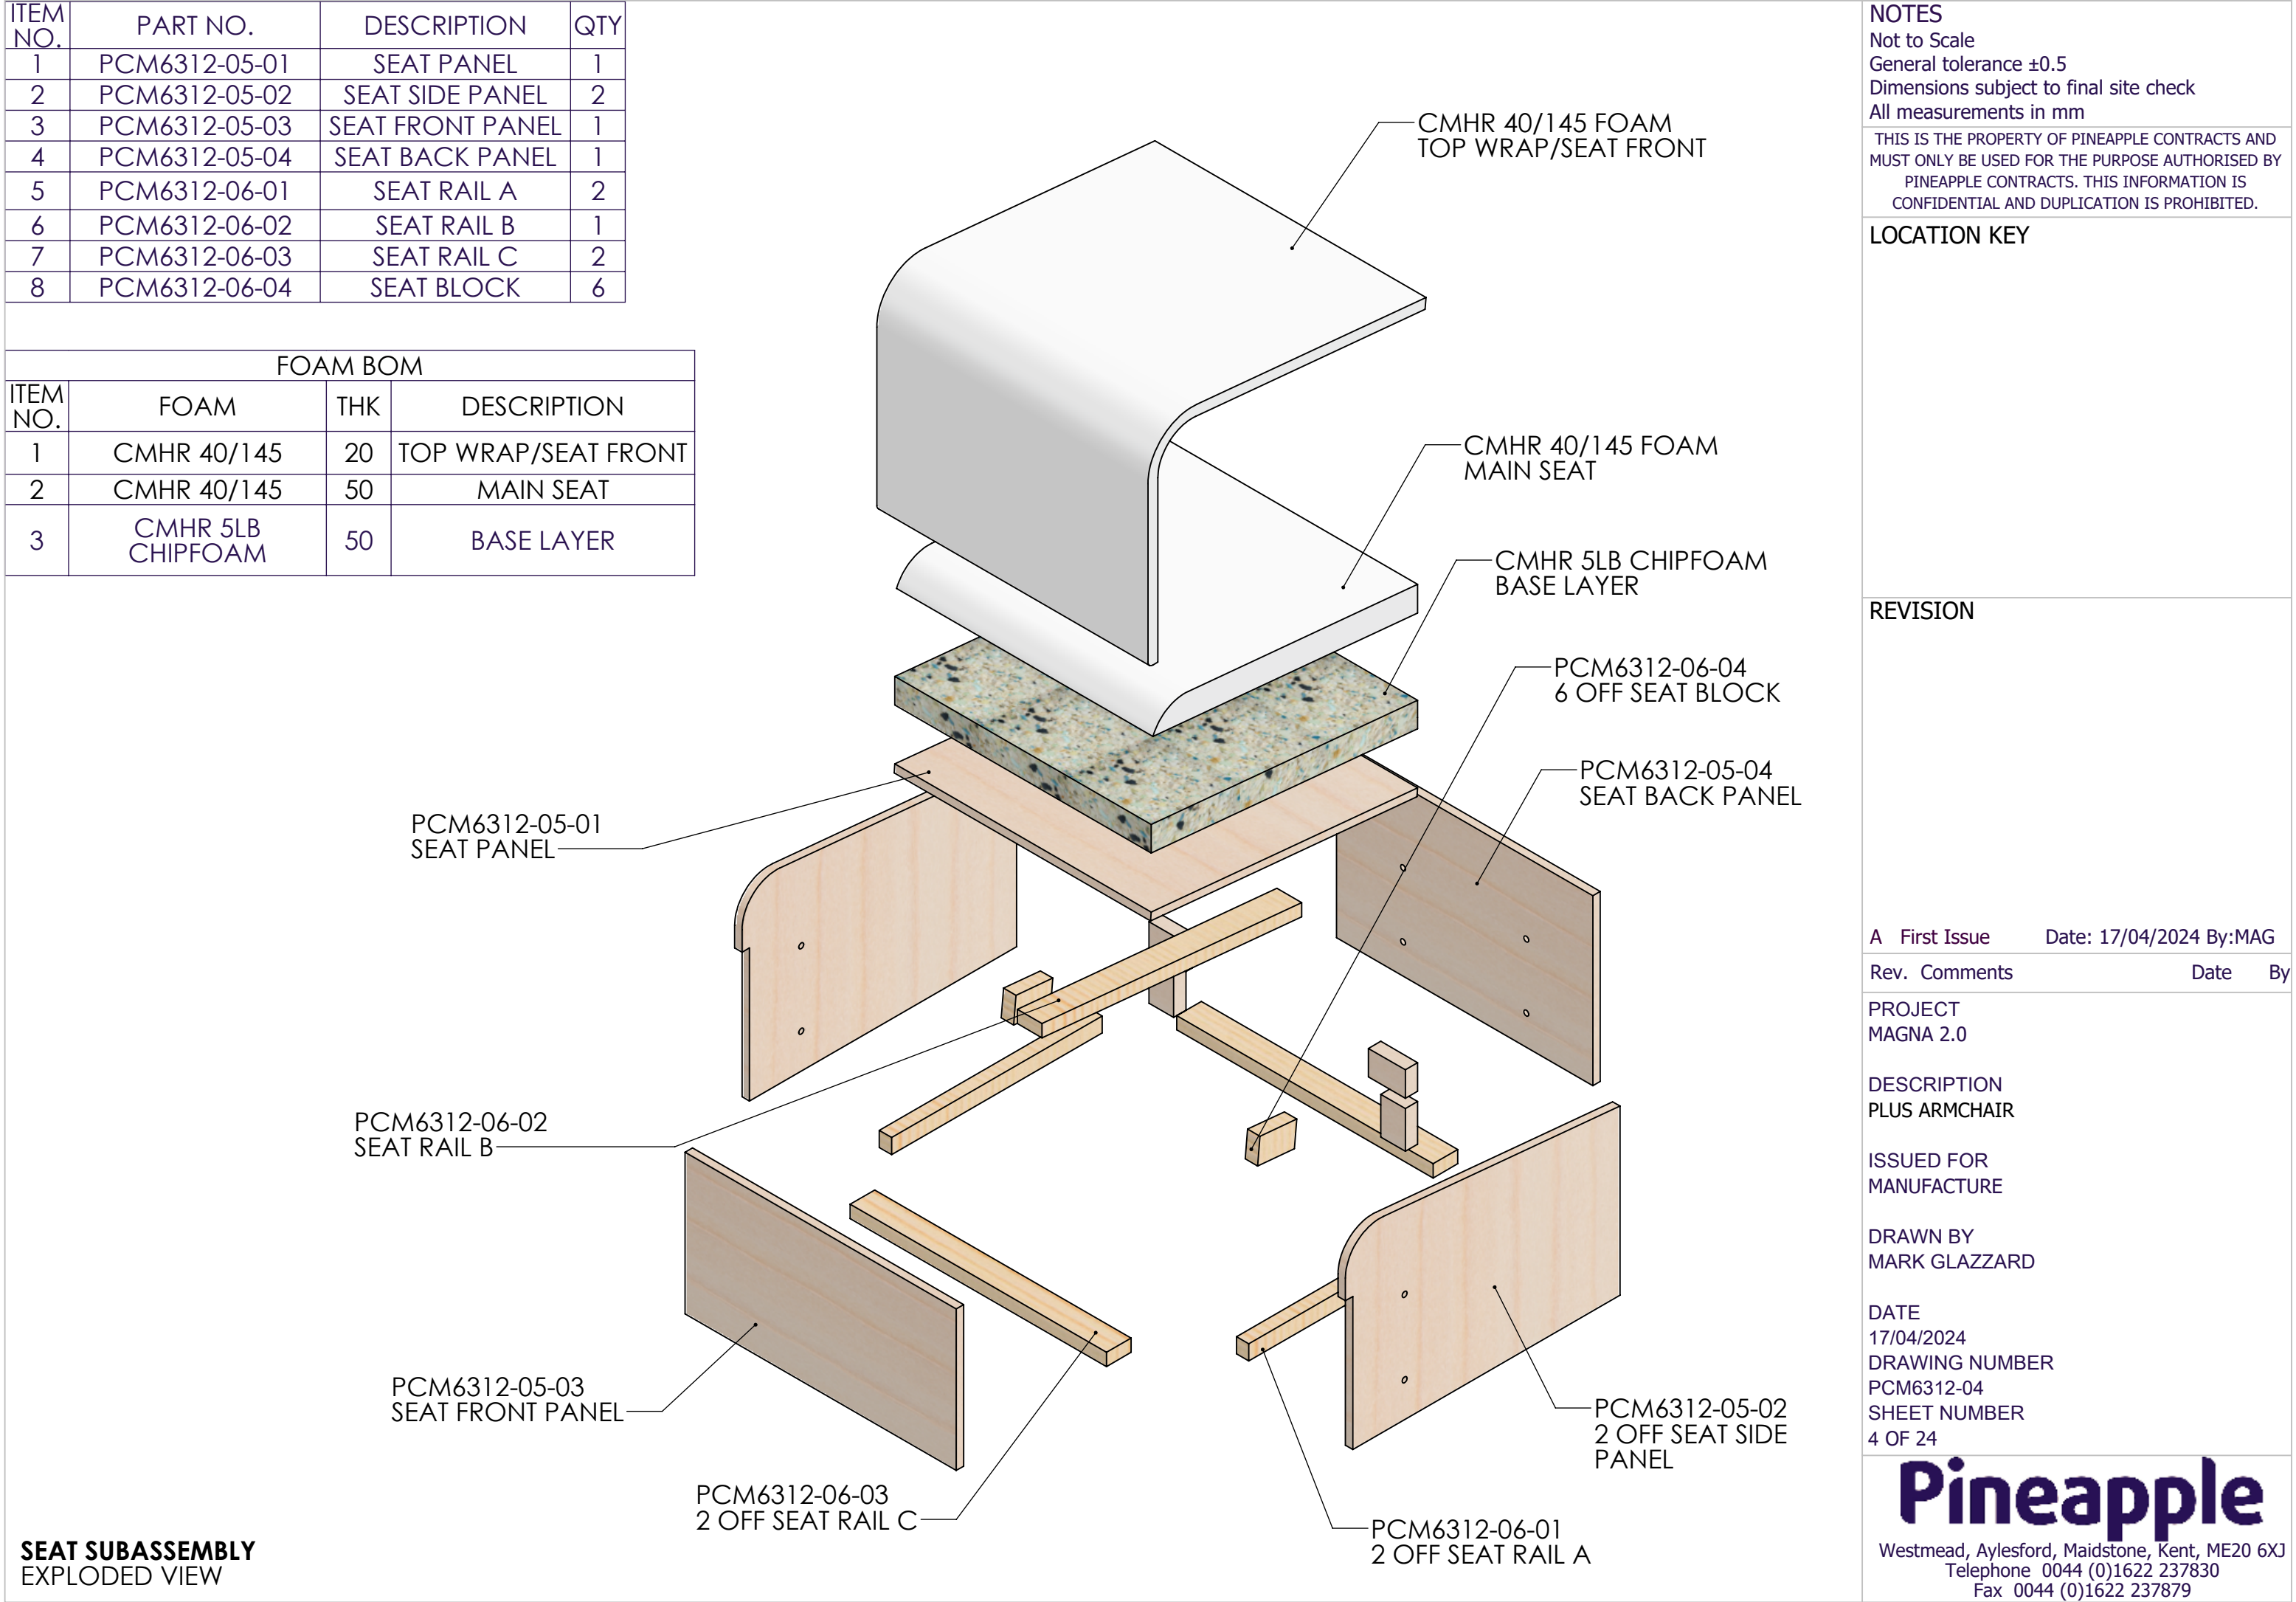 ITEM NO. PART NO. DESCRIPTION QTY
1 PCM6312-05-01 SEAT PANEL 1
2 PCM6312-05-02 SEAT SIDE PANEL 2
3 PCM6312-05-03 SEAT FRONT PANEL 1
4 PCM6312-05-04 SEAT BACK PANEL 1
5 PCM6312-06-01 SEAT RAIL A 2
6 PCM6312-06-02 SEAT RAIL B 1
7 PCM6312-06-03 SEAT RAIL C 2
8 PCM6312-06-04 SEAT BLOCK 6
FOAM BOM
ITEM NO. FOAM THK DESCRIPTION
1 CMHR 40/145 20 TOP WRAP/SEAT FRONT
2 CMHR 40/145 50 MAIN SEAT
3 CMHR 5LB CHIPFOAM 50 BASE LAYER
CMHR 40/145 FOAM
TOP WRAP/SEAT FRONT
CMHR 40/145 FOAM
MAIN SEAT
CMHR 5LB CHIPFOAM
BASE LAYER
PCM6312-06-04
6 OFF SEAT BLOCK
PCM6312-05-04
SEAT BACK PANEL
PCM6312-05-01
SEAT PANEL
PCM6312-06-02
SEAT RAIL B
PCM6312-05-03
SEAT FRONT PANEL
PCM6312-06-03
2 OFF SEAT RAIL C
PCM6312-05-02
2 OFF SEAT SIDE
PANEL
PCM6312-06-01
2 OFF SEAT RAIL A
SEAT SUBASSEMBLY
EXPLODED VIEW
NOTES
Not to Scale
General tolerance ±0.5
Dimensions subject to final site check
All measurements in mm
THIS IS THE PROPERTY OF PINEAPPLE CONTRACTS AND
MUST ONLY BE USED FOR THE PURPOSE AUTHORISED BY
PINEAPPLE CONTRACTS. THIS INFORMATION IS
CONFIDENTIAL AND DUPLICATION IS PROHIBITED.
LOCATION KEY
REVISION
A First Issue Date: 17/04/2024 By:MAG
Rev. Comments Date By
PROJECT
MAGNA 2.0
DESCRIPTION
PLUS ARMCHAIR
ISSUED FOR
MANUFACTURE
DRAWN BY
MARK GLAZZARD
DATE
17/04/2024
DRAWING NUMBER
PCM6312-04
SHEET NUMBER
4 OF 24
Pineapple
Westmead, Aylesford, Maidstone, Kent, ME20 6XJ
Telephone 0044 (0)1622 237830
Fax 0044 (0)1622 237879